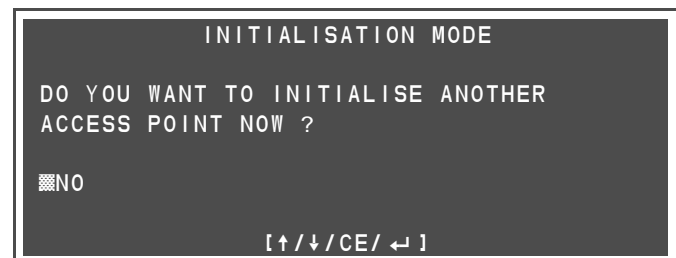 INITIALISATION MODE
DO YOU WANT TO INITIALISE ANOTHER
ACCESS POINT NOW ?
▒NO
[↑/↓/CE/ ↵ ]